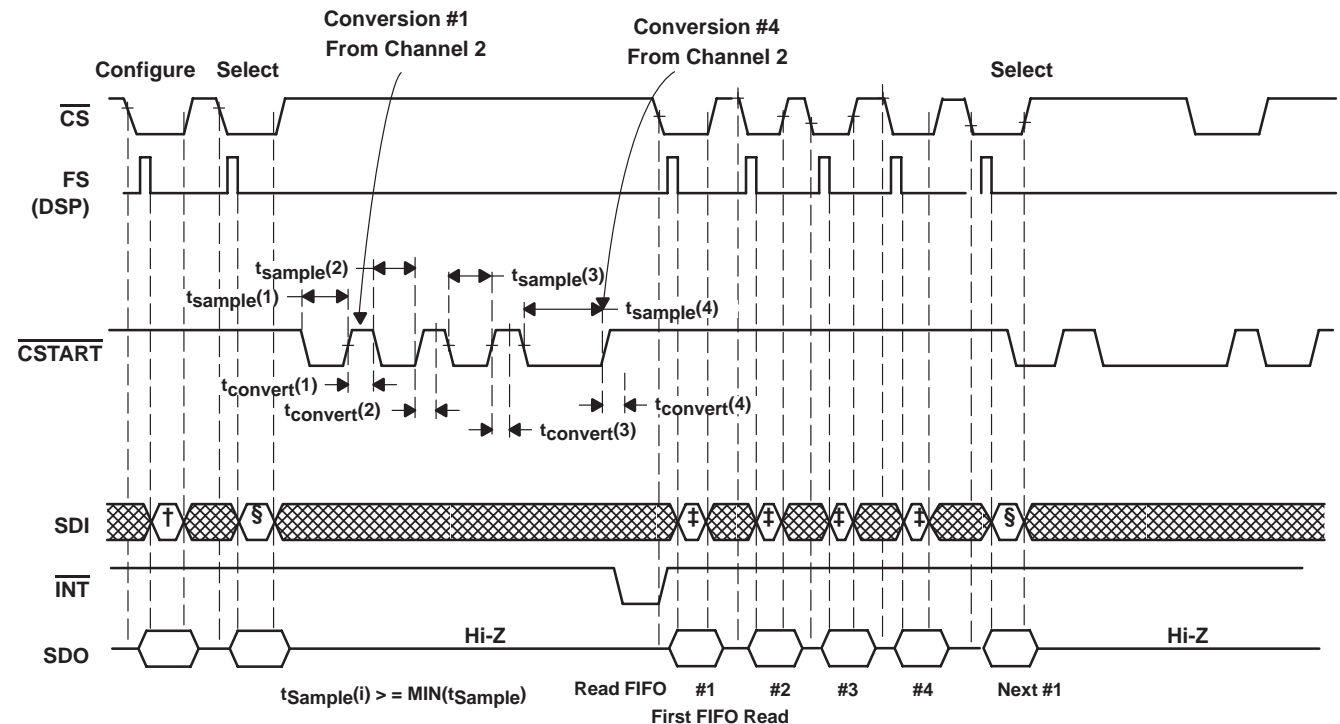 Conversion #1
From Channel 2
Conversion #4
From Channel 2
Configure
Select
Select
CS
FS
(DSP)
tsample(2)
tsample(3)
tsample(1)
tsample(4)
CSTART
tconvert(1)
tconvert(4)
tconvert(2)
tconvert(3)
SDI
†
§
‡
‡
‡
‡
§
INT
Hi-Z
Hi-Z
SDO
tSample(i) > = MIN(tSample)
Read FIFO
#1
#2
#3
#4
Next #1
First FIFO Read